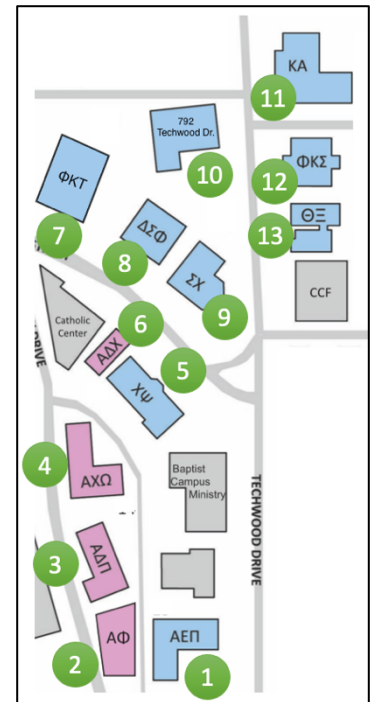 ΚΑ
11
792
Techwood Dr.
10
ΦΚΣ
12
ΦΚΤ
7
ΔΣΦ
8
ΘΞ
13
ΣΧ
9
CCF
Catholic
Center
6
ΑΔΧ
5
ΧΨ
DRIVE
4
ΑΧΩ
Baptist
Campus
Ministry
TECHWOOD DRIVE
3
ΑΔΠ
ΑΦ
2
ΑΕΠ
1